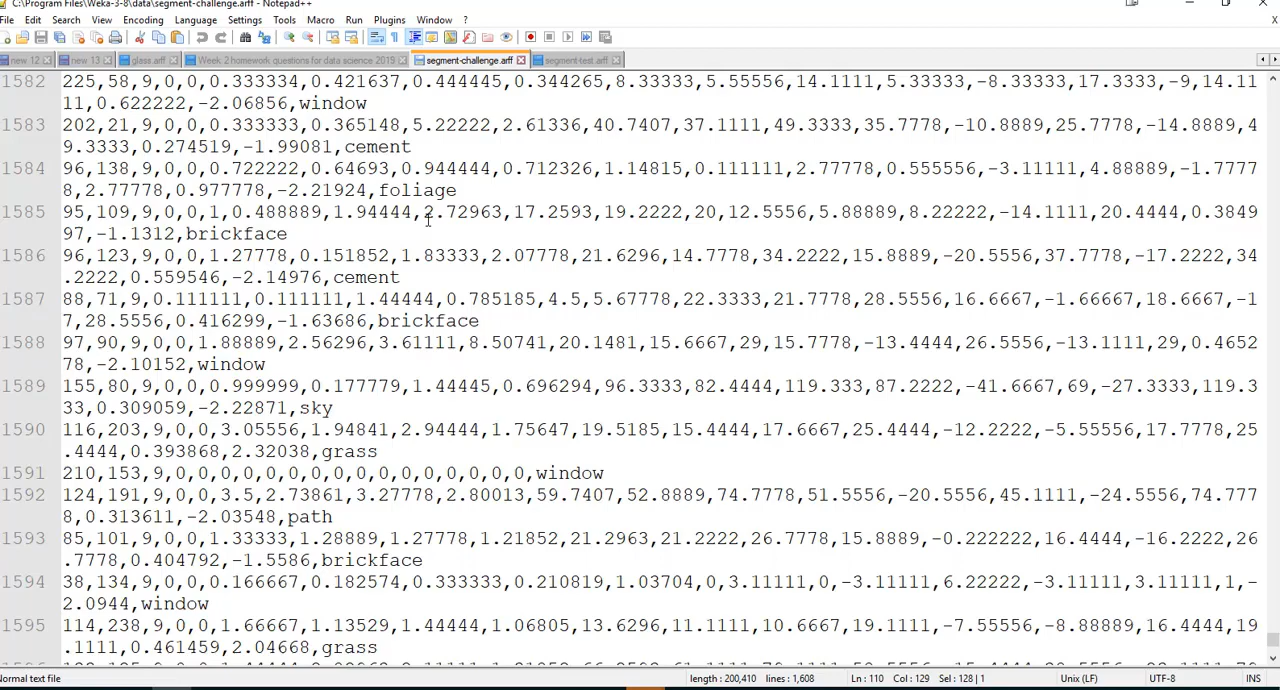 C:\Program Files\Weka-3-8\data\segment-challenge.arff - Notepad++
File Edit Search View Encoding Language Settings Tools Macro Run Plugins Window ?
new 12 new 13 glass.arff Week 2 homework questions for data science 2019 segment-challenge.arff segment-test.arff
1582 225,58,9,0,0,0.333334,0.421637,0.444445,0.344265,8.33333,5.55556,14.1111,5.33333,-8.33333,17.3333,-9,14.11
11,0.622222,-2.06856,window
1583 202,21,9,0,0,0.333333,0.365148,5.22222,2.61336,40.7407,37.1111,49.3333,35.7778,-10.8889,25.7778,-14.8889,4
9.3333,0.274519,-1.99081,cement
1584 96,138,9,0,0,0.722222,0.64693,0.944444,0.712326,1.14815,0.111111,2.77778,0.555556,-3.11111,4.88889,-1.7777
8,2.77778,0.977778,-2.21924,foliage
1585 95,109,9,0,0,1,0.488889,1.94444,2.72963,17.2593,19.2222,20,12.5556,5.88889,8.22222,-14.1111,20.4444,0.3849
97,-1.1312,brickface
1586 96,123,9,0,0,1.27778,0.151852,1.83333,2.07778,21.6296,14.7778,34.2222,15.8889,-20.5556,37.7778,-17.2222,34
.2222,0.559546,-2.14976,cement
1587 88,71,9,0.111111,0.111111,1.44444,0.785185,4.5,5.67778,22.3333,21.7778,28.5556,16.6667,-1.66667,18.6667,-1
7,28.5556,0.416299,-1.63686,brickface
1588 97,90,9,0,0,1.88889,2.56296,3.61111,8.50741,20.1481,15.6667,29,15.7778,-13.4444,26.5556,-13.1111,29,0.4652
78,-2.10152,window
1589 155,80,9,0,0,0.999999,0.177779,1.44445,0.696294,96.3333,82.4444,119.333,87.2222,-41.6667,69,-27.3333,119.3
33,0.309059,-2.22871,sky
1590 116,203,9,0,0,3.05556,1.94841,2.94444,1.75647,19.5185,15.4444,17.6667,25.4444,-12.2222,-5.55556,17.7778,25
.4444,0.393868,2.32038,grass
1591 210,153,9,0,0,0,0,0,0,0,0,0,0,0,0,0,0,0,0,window
1592 124,191,9,0,0,3.5,2.73861,3.27778,2.80013,59.7407,52.8889,74.7778,51.5556,-20.5556,45.1111,-24.5556,74.777
8,0.313611,-2.03548,path
1593 85,101,9,0,0,1.33333,1.28889,1.27778,1.21852,21.2963,21.2222,26.7778,15.8889,-0.222222,16.4444,-16.2222,26
.7778,0.404792,-1.5586,brickface
1594 38,134,9,0,0,0.166667,0.182574,0.333333,0.210819,1.03704,0,3.11111,0,-3.11111,6.22222,-3.11111,3.11111,1,-
2.0944,window
1595 114,238,9,0,0,1.66667,1.13529,1.44444,1.06805,13.6296,11.1111,10.6667,19.1111,-7.55556,-8.88889,16.4444,19
.1111,0.461459,2.04668,grass
Normal text file length : 200,410 lines : 1,608 Ln : 110 Col : 129 Sel : 128 | 1 Unix (LF) UTF-8 INS